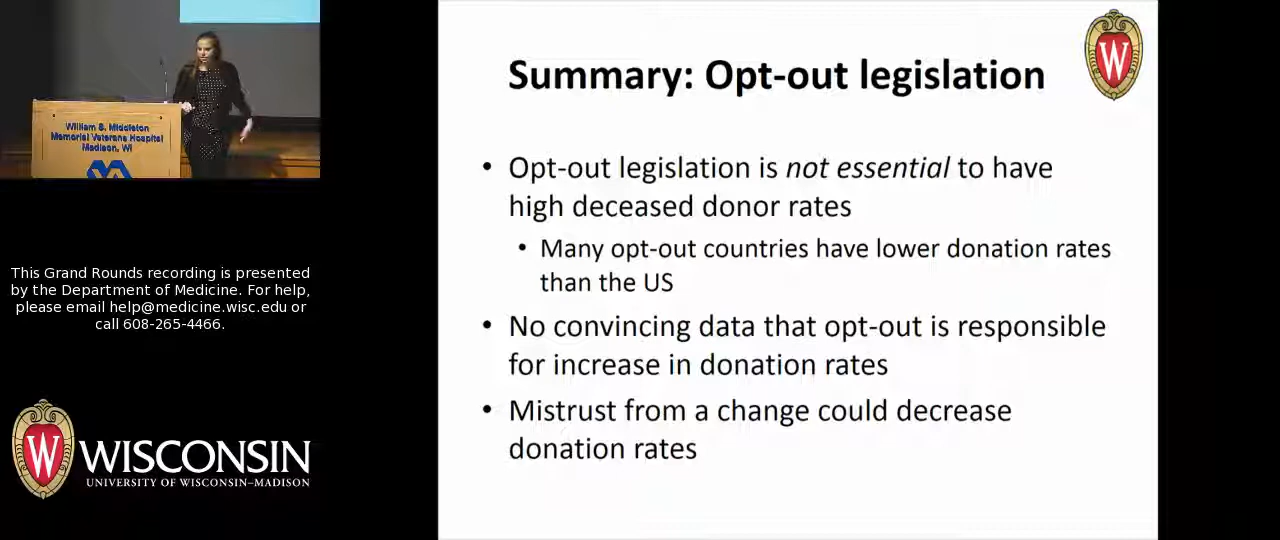 William S. Middleton
Memorial Veterans Hospital
Madison, WI
This Grand Rounds recording is presented
by the Department of Medicine. For help,
please email help@medicine.wisc.edu or
call 608-265-4466.
W WISCONSIN
UNIVERSITY OF WISCONSIN–MADISON
W
Summary: Opt-out legislation
• Opt-out legislation is not essential to have
high deceased donor rates
• Many opt-out countries have lower donation rates
than the US
• No convincing data that opt-out is responsible
for increase in donation rates
• Mistrust from a change could decrease
donation rates